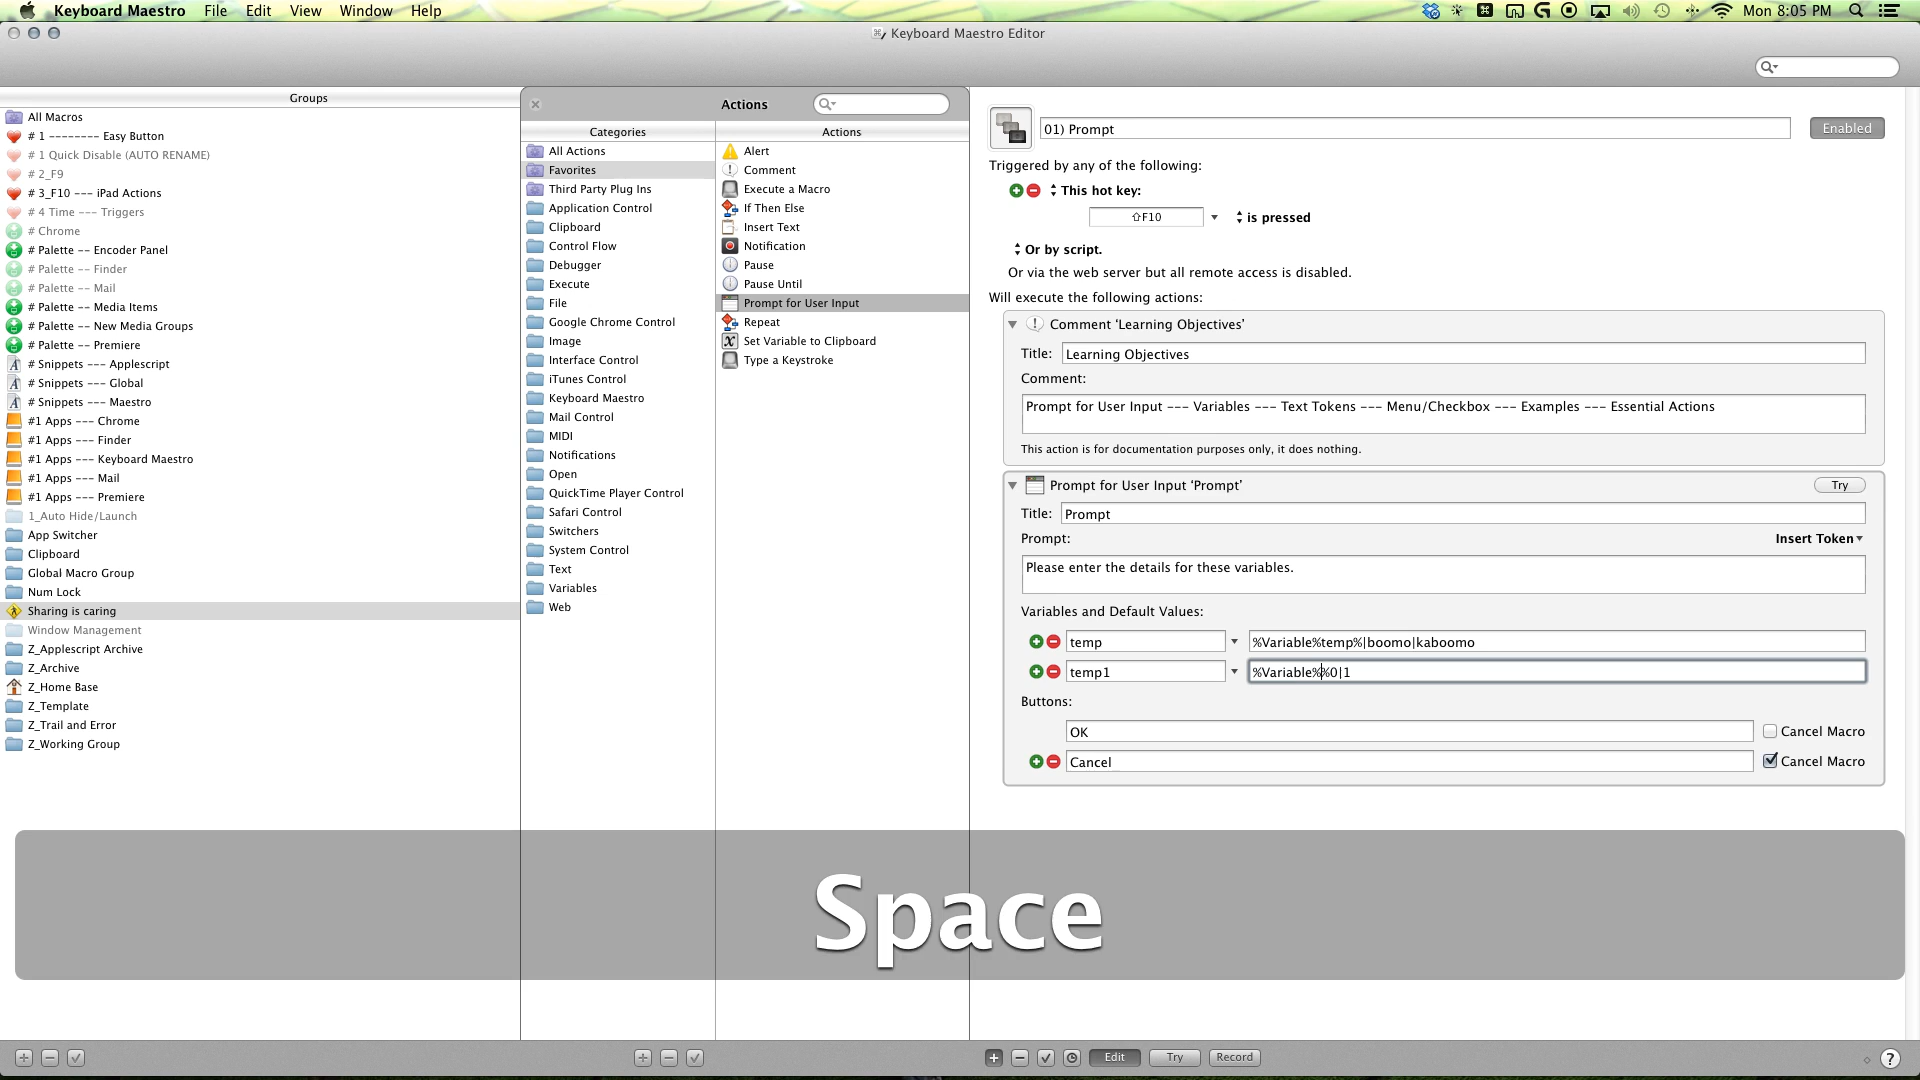 Keyboard Maestro File Edit View Window Help
Mon 8:05 PM
Keyboard Maestro Editor
Groups
All Macros
# 1 -------- Easy Button
# 1 Quick Disable (AUTO RENAME)
# 2_F9
# 3_F10 --- iPad Actions
# 4 Time --- Triggers
# Chrome
# Palette -- Encoder Panel
# Palette -- Finder
# Palette -- Mail
# Palette -- Media Items
# Palette -- New Media Groups
# Palette -- Premiere
# Snippets --- Applescript
# Snippets --- Global
# Snippets --- Maestro
#1 Apps --- Chrome
#1 Apps --- Finder
#1 Apps --- Keyboard Maestro
#1 Apps --- Mail
#1 Apps --- Premiere
1_Auto Hide/Launch
App Switcher
Clipboard
Global Macro Group
Num Lock
Sharing is caring
Window Management
Z_Applescript Archive
Z_Archive
Z_Home Base
Z_Template
Z_Trail and Error
Z_Working Group
Actions
Categories
All Actions
Favorites
Third Party Plug Ins
Application Control
Clipboard
Control Flow
Debugger
Execute
File
Google Chrome Control
Image
Interface Control
iTunes Control
Keyboard Maestro
Mail Control
MIDI
Notifications
Open
QuickTime Player Control
Safari Control
Switchers
System Control
Text
Variables
Web
Actions
Alert
Comment
Execute a Macro
If Then Else
Insert Text
Notification
Pause
Pause Until
Prompt for User Input
Repeat
Set Variable to Clipboard
Type a Keystroke
01) Prompt
Enabled
Triggered by any of the following:
This hot key:
⇧F10
is pressed
Or by script.
Or via the web server but all remote access is disabled.
Will execute the following actions:
Comment ‘Learning Objectives’
Title: Learning Objectives
Comment:
Prompt for User Input --- Variables --- Text Tokens --- Menu/Checkbox --- Examples --- Essential Actions
This action is for documentation purposes only, it does nothing.
Prompt for User Input ‘Prompt’
Try
Title: Prompt
Prompt:
Insert Token
Please enter the details for these variables.
Variables and Default Values:
temp %Variable%temp%|boomo|kaboomo
temp1 %Variable%%0|1
Buttons:
OK Cancel Macro
Cancel Cancel Macro
Space
Edit Try Record ?